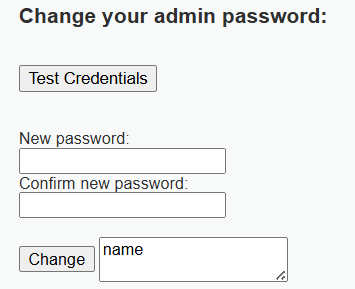 Change your admin password:
Test Credentials
New password:
Confirm new password:
Change name